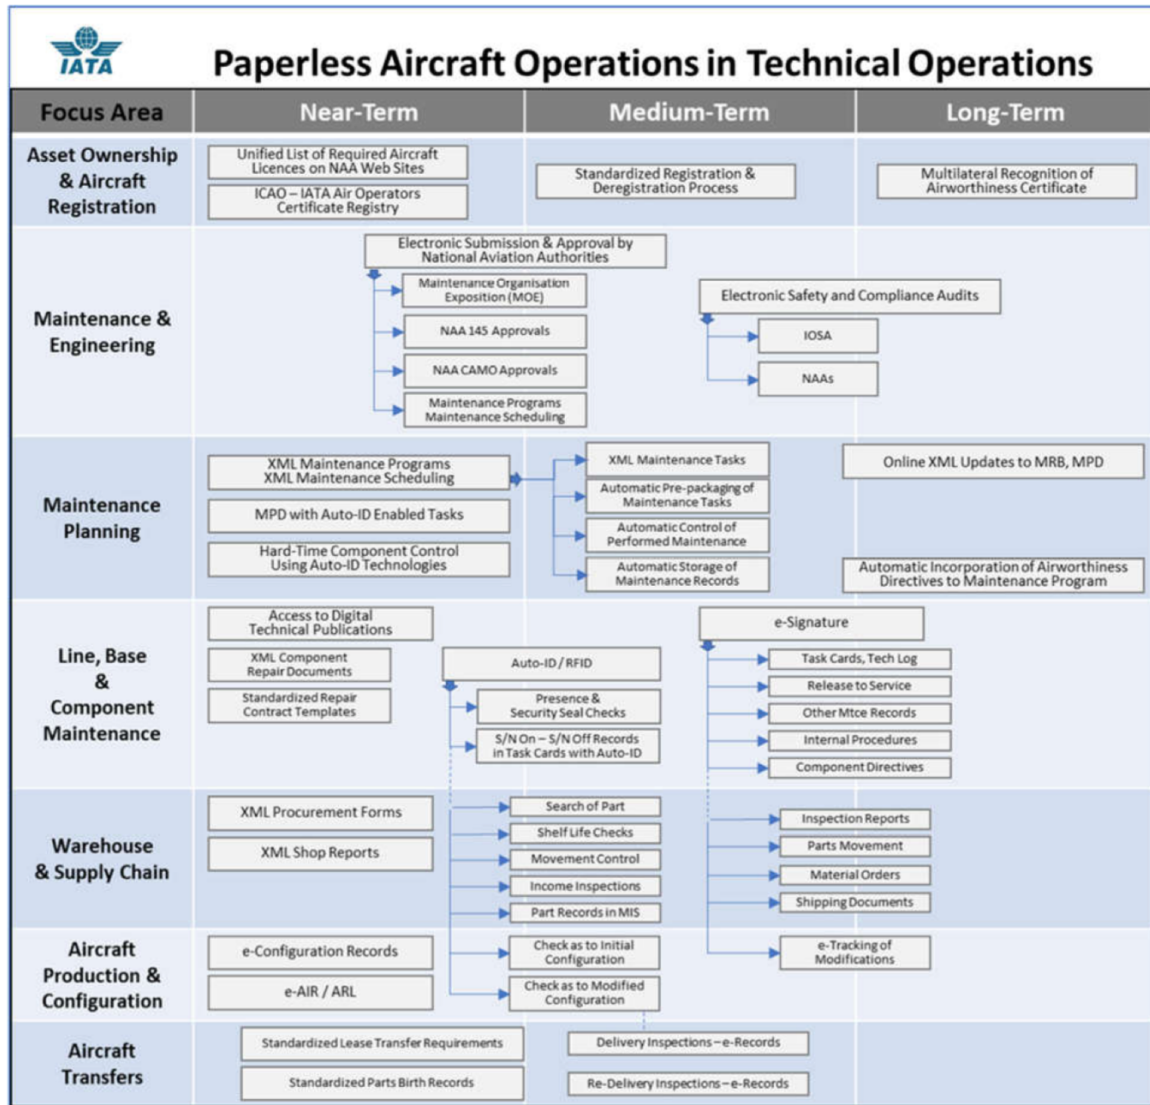 IATA
Paperless Aircraft Operations in Technical Operations
Focus Area
Near-Term
Medium-Term
Long-Term
Asset Ownership
& Aircraft
Registration
Unified List of Required Aircraft
Licences on NAA Web Sites
ICAO – IATA Air Operators
Certificate Registry
Standardized Registration &
Deregistration Process
Multilateral Recognition of
Airworthiness Certificate
Maintenance &
Engineering
Electronic Submission & Approval by
National Aviation Authorities
Maintenance Organisation
Exposition (MOE)
NAA 145 Approvals
NAA CAMO Approvals
Maintenance Programs
Maintenance Scheduling
Electronic Safety and Compliance Audits
IOSA
NAAs
Maintenance
Planning
XML Maintenance Programs
XML Maintenance Scheduling
MPD with Auto-ID Enabled Tasks
Hard-Time Component Control
Using Auto-ID Technologies
XML Maintenance Tasks
Automatic Pre-packaging of
Maintenance Tasks
Automatic Control of
Performed Maintenance
Automatic Storage of
Maintenance Records
Online XML Updates to MRB, MPD
Automatic Incorporation of Airworthiness
Directives to Maintenance Program
Line, Base
&
Component
Maintenance
Access to Digital
Technical Publications
XML Component
Repair Documents
Standardized Repair
Contract Templates
Auto-ID / RFID
Presence &
Security Seal Checks
S/N On – S/N Off Records
in Task Cards with Auto-ID
e-Signature
Task Cards, Tech Log
Release to Service
Other Mtce Records
Internal Procedures
Component Directives
Warehouse
& Supply Chain
XML Procurement Forms
XML Shop Reports
Search of Part
Shelf Life Checks
Movement Control
Income Inspections
Part Records in MIS
Inspection Reports
Parts Movement
Material Orders
Shipping Documents
Aircraft
Production &
Configuration
e-Configuration Records
e-AIR / ARL
Check as to Initial
Configuration
Check as to Modified
Configuration
e-Tracking of
Modifications
Aircraft
Transfers
Standardized Lease Transfer Requirements
Standardized Parts Birth Records
Delivery Inspections – e-Records
Re-Delivery Inspections – e-Records